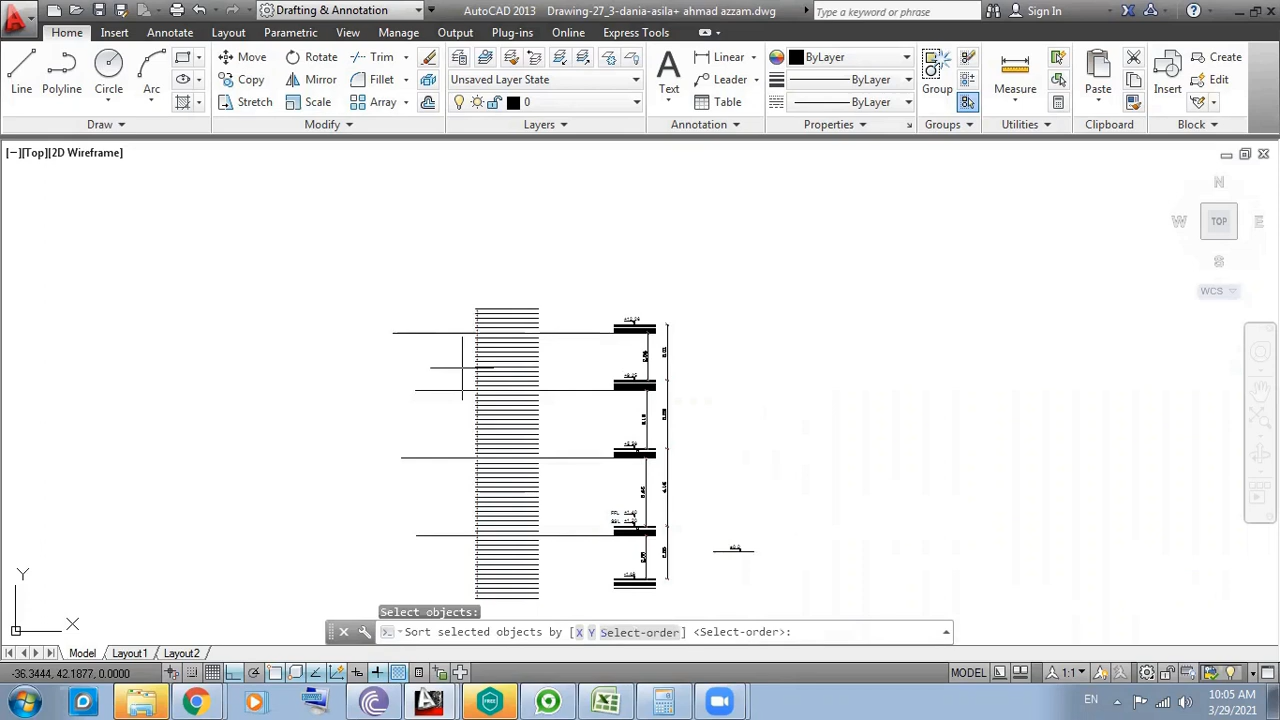 Drafting & Annotation
AutoCAD 2013 Drawing-27_3-dania-asila+ ahmad azzam.dwg
Type a keyword or phrase
Sign In
Home Insert Annotate Layout Parametric View Manage Output Plug-ins Online Express Tools
Line Polyline Circle Arc
Move Rotate Trim
Copy Mirror Fillet
Stretch Scale Array
Unsaved Layer State
0
Text
Linear
Leader
Table
ByLayer
ByLayer
ByLayer
Group
Measure
Paste
Insert
Create
Edit
Draw Modify Layers Annotation Properties Groups Utilities Clipboard Block
[−][Top][2D Wireframe]
N
W TOP E
S
WCS
Y
X
Select objects:
Sort selected objects by [X Y Select-order] <Select-order>:
Model Layout1 Layout2
-36.3444, 42.1877, 0.0000
MODEL
1:1
EN
10:05 AM
3/29/2021